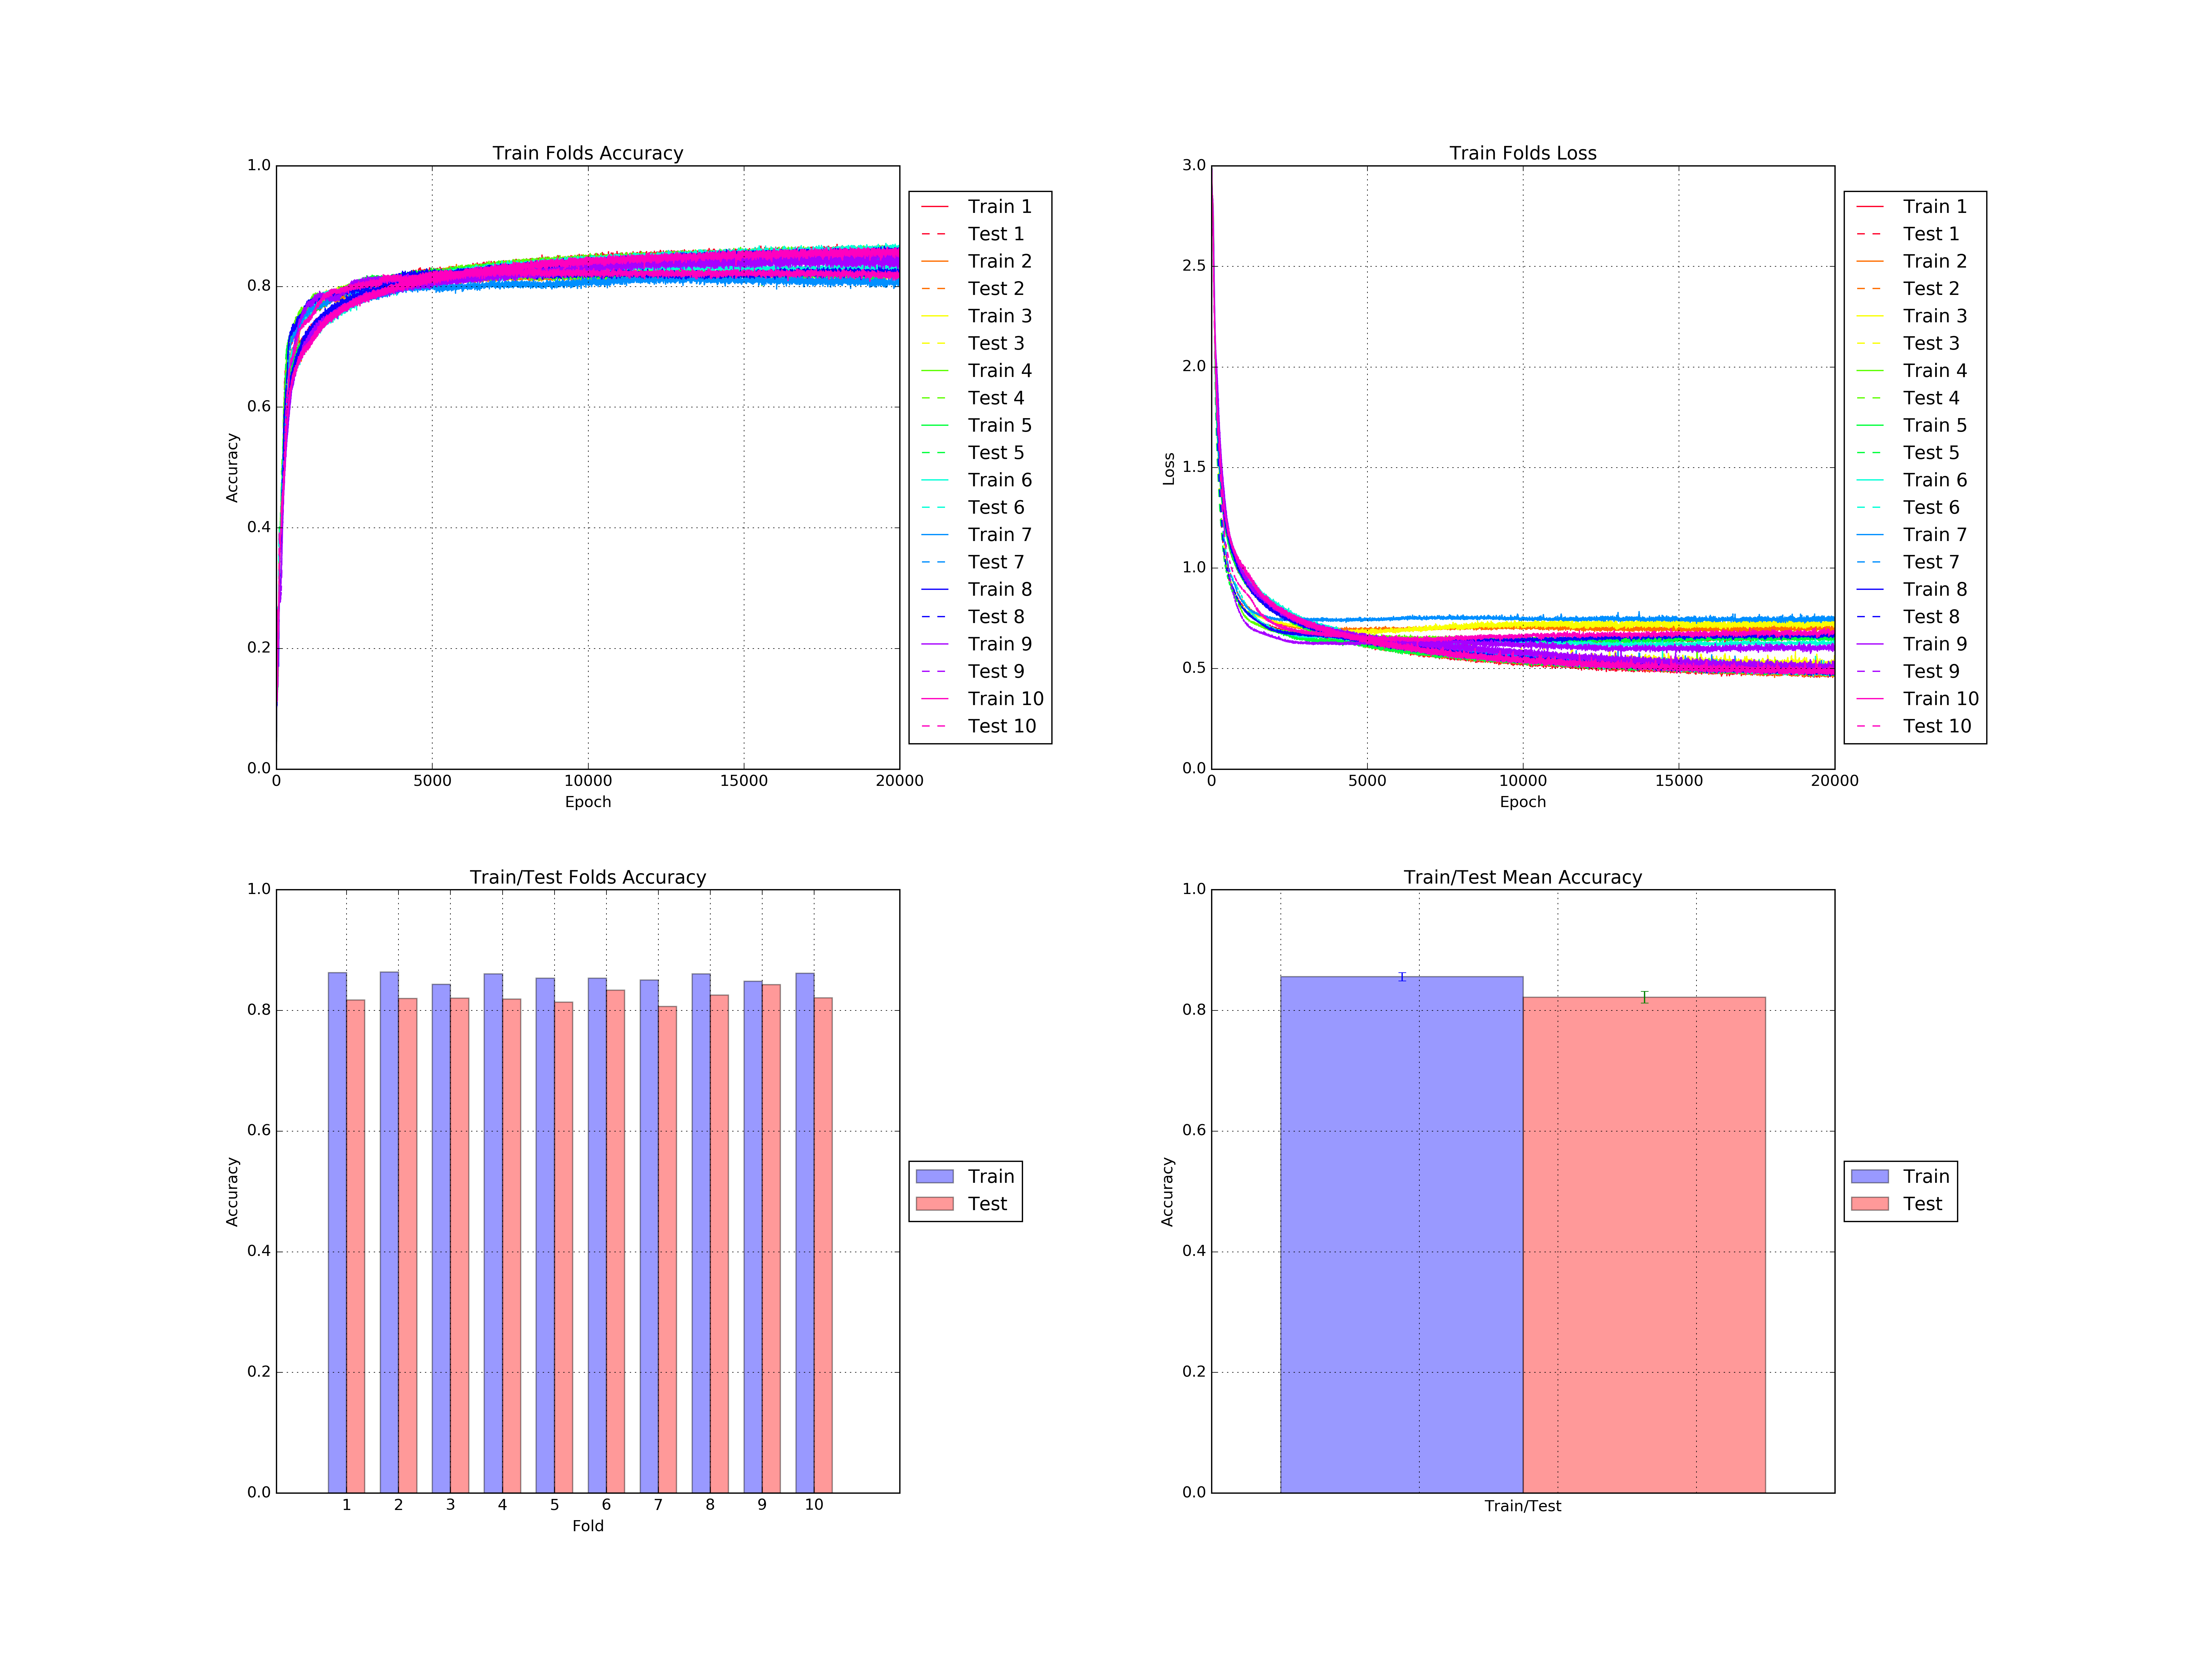 Train Folds Accuracy
1.0
0.8
0.6
0.4
0.2
0.0
Accuracy
0 5000 10000 15000 20000
Epoch
Train 1
Test 1
Train 2
Test 2
Train 3
Test 3
Train 4
Test 4
Train 5
Test 5
Train 6
Test 6
Train 7
Test 7
Train 8
Test 8
Train 9
Test 9
Train 10
Test 10
Train Folds Loss
3.0
2.5
2.0
1.5
1.0
0.5
0.0
Loss
0 5000 10000 15000 20000
Epoch
Train 1
Test 1
Train 2
Test 2
Train 3
Test 3
Train 4
Test 4
Train 5
Test 5
Train 6
Test 6
Train 7
Test 7
Train 8
Test 8
Train 9
Test 9
Train 10
Test 10
Train/Test Folds Accuracy
1.0
0.8
0.6
0.4
0.2
0.0
Accuracy
1 2 3 4 5 6 7 8 9 10
Fold
Train
Test
Train/Test Mean Accuracy
1.0
0.8
0.6
0.4
0.2
0.0
Accuracy
Train/Test
Train
Test